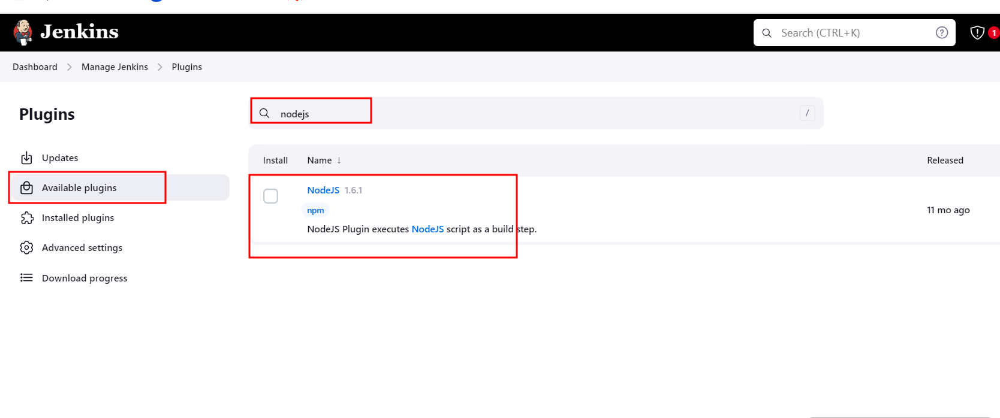 Jenkins
Search (CTRL+K)
?
!
1
Dashboard > Manage Jenkins > Plugins
Plugins
nodejs
/
Updates
Available plugins
Installed plugins
Advanced settings
Download progress
Install Name ↓ Released
NodeJS 1.6.1
npm
NodeJS Plugin executes NodeJS script as a build step.
11 mo ago